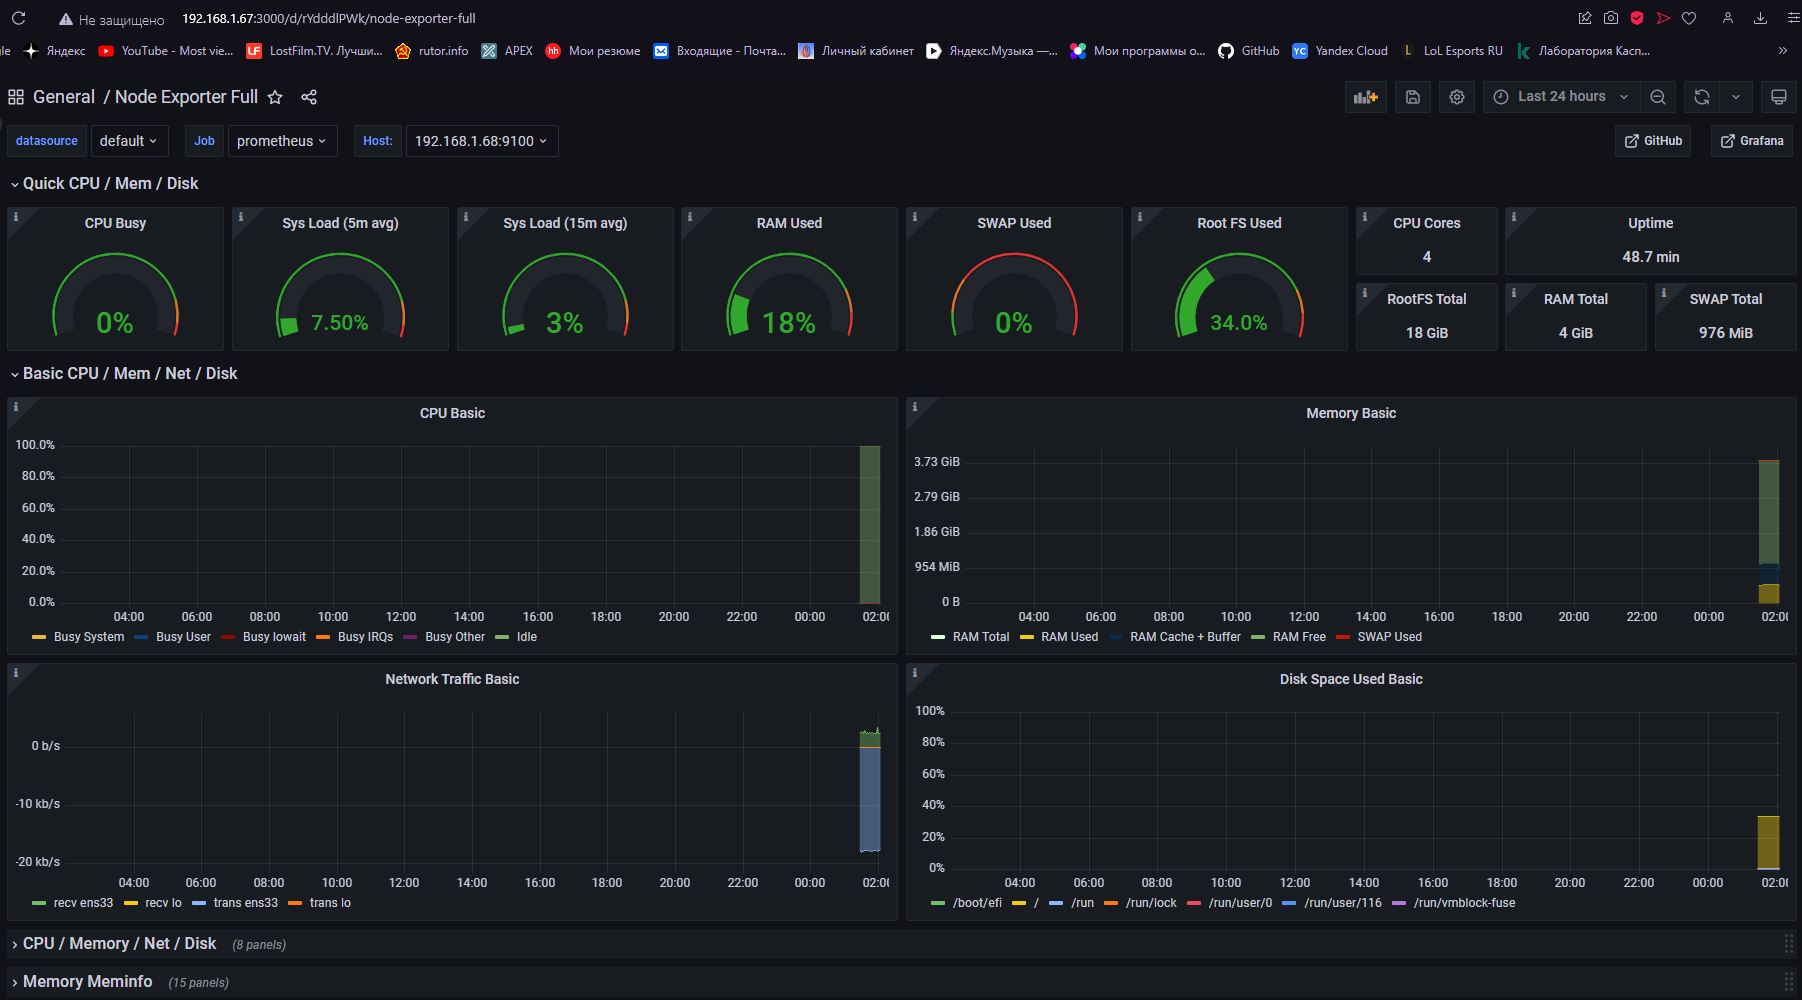 Не защищено 192.168.1.67:3000/d/rYdddlPWk/node-exporter-full
le Яндекс YouTube - Most vie... LostFilm.TV. Лучши... rutor.info APEX Мои резюме Входящие - Почта... Личный кабинет Яндекс.Музыка —... Мои программы о... GitHub Yandex Cloud LoL Esports RU Лаборатория Касп... »
General / Node Exporter Full Last 24 hours
datasource default Job prometheus Host: 192.168.1.68:9100 GitHub Grafana
Quick CPU / Mem / Disk
CPU Busy Sys Load (5m avg) Sys Load (15m avg) RAM Used SWAP Used Root FS Used CPU Cores Uptime
4 48.7 min
RootFS Total RAM Total SWAP Total
0% 7.50% 3% 18% 0% 34.0% 18 GiB 4 GiB 976 MiB
Basic CPU / Mem / Net / Disk
CPU Basic
100.0%
80.0%
60.0%
40.0%
20.0%
0.0%
04:00 06:00 08:00 10:00 12:00 14:00 16:00 18:00 20:00 22:00 00:00 02:00
Busy System Busy User Busy Iowait Busy IRQs Busy Other Idle
Memory Basic
3.73 GiB
2.79 GiB
1.86 GiB
954 MiB
0 B
04:00 06:00 08:00 10:00 12:00 14:00 16:00 18:00 20:00 22:00 00:00 02:00
RAM Total RAM Used RAM Cache + Buffer RAM Free SWAP Used
Network Traffic Basic
0 b/s
-10 kb/s
-20 kb/s
04:00 06:00 08:00 10:00 12:00 14:00 16:00 18:00 20:00 22:00 00:00 02:00
recv ens33 recv lo trans ens33 trans lo
Disk Space Used Basic
100%
80%
60%
40%
20%
0%
04:00 06:00 08:00 10:00 12:00 14:00 16:00 18:00 20:00 22:00 00:00 02:00
/boot/efi / /run /run/lock /run/user/0 /run/user/116 /run/vmblock-fuse
CPU / Memory / Net / Disk (8 panels)
Memory Meminfo (15 panels)